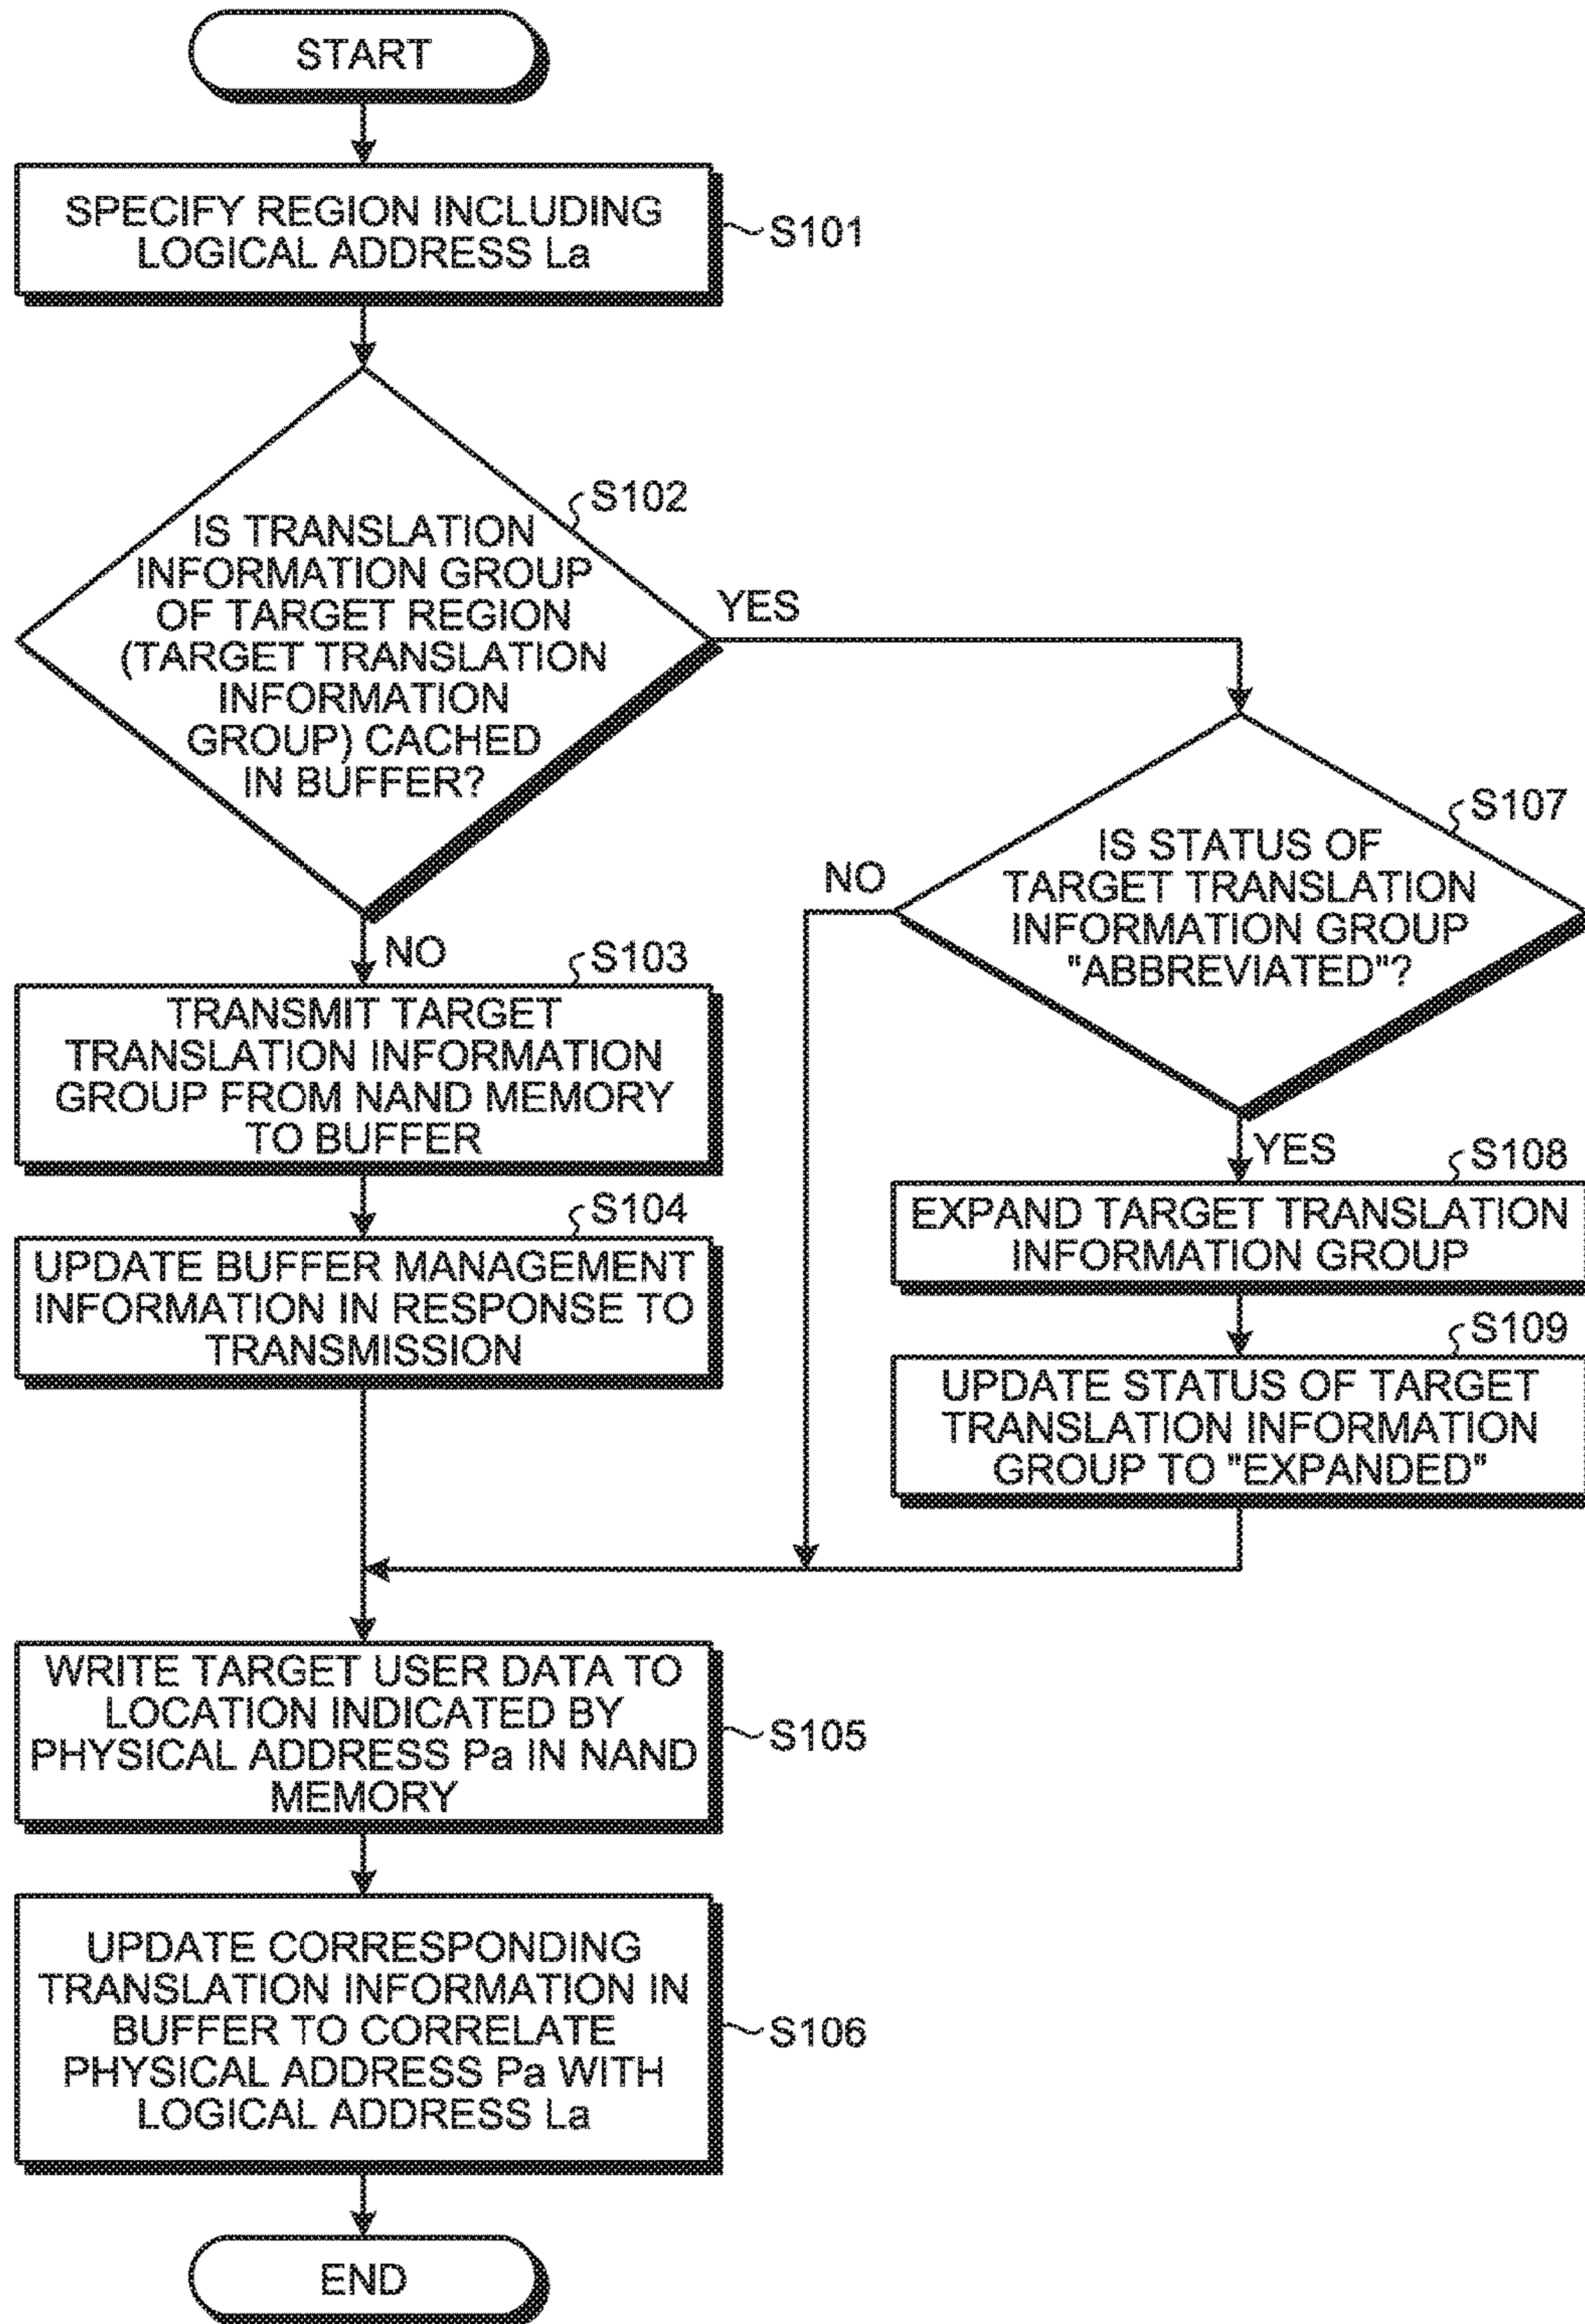 START
SPECIFY REGION INCLUDING
LOGICAL ADDRESS La
S101
S102
IS TRANSLATION
INFORMATION GROUP
OF TARGET REGION
(TARGET TRANSLATION
INFORMATION
GROUP) CACHED
IN BUFFER?
YES
NO
S103
TRANSMIT TARGET
TRANSLATION INFORMATION
GROUP FROM NAND MEMORY
TO BUFFER
S104
UPDATE BUFFER MANAGEMENT
INFORMATION IN RESPONSE TO
TRANSMISSION
S107
IS STATUS OF
TARGET TRANSLATION
INFORMATION GROUP
"ABBREVIATED"?
NO
YES
S108
EXPAND TARGET TRANSLATION
INFORMATION GROUP
S109
UPDATE STATUS OF TARGET
TRANSLATION INFORMATION
GROUP TO "EXPANDED"
WRITE TARGET USER DATA TO
LOCATION INDICATED BY
PHYSICAL ADDRESS Pa IN NAND
MEMORY
S105
UPDATE CORRESPONDING
TRANSLATION INFORMATION IN
BUFFER TO CORRELATE
PHYSICAL ADDRESS Pa WITH
LOGICAL ADDRESS La
S106
END